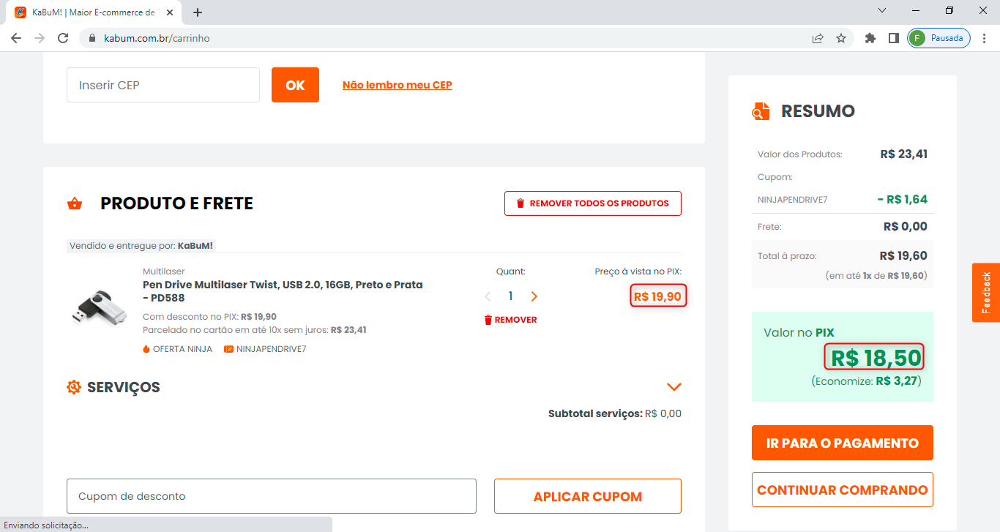 KaBuM! | Maior E-commerce de T
kabum.com.br/carrinho
F
Pausada
Inserir CEP
OK
Não lembro meu CEP
PRODUTO E FRETE
REMOVER TODOS OS PRODUTOS
Vendido e entregue por: KaBuM!
Multilaser
Pen Drive Multilaser Twist, USB 2.0, 16GB, Preto e Prata
- PD588
Com desconto no PIX: R$ 19,90
Parcelado no cartão em até 10x sem juros: R$ 23,41
OFERTA NINJA
NINJAPENDRIVE7
Quant:
1
REMOVER
Preço à vista no PIX:
R$ 19,90
SERVIÇOS
Subtotal serviços: R$ 0,00
Cupom de desconto
APLICAR CUPOM
RESUMO
Valor dos Produtos: R$ 23,41
Cupom:
NINJAPENDRIVE7 - R$ 1,64
Frete: R$ 0,00
Total à prazo: R$ 19,60
(em até 1x de R$ 19,60)
Valor no PIX
R$ 18,50
(Economize: R$ 3,27)
IR PARA O PAGAMENTO
CONTINUAR COMPRANDO
Feedback
Enviando solicitação...